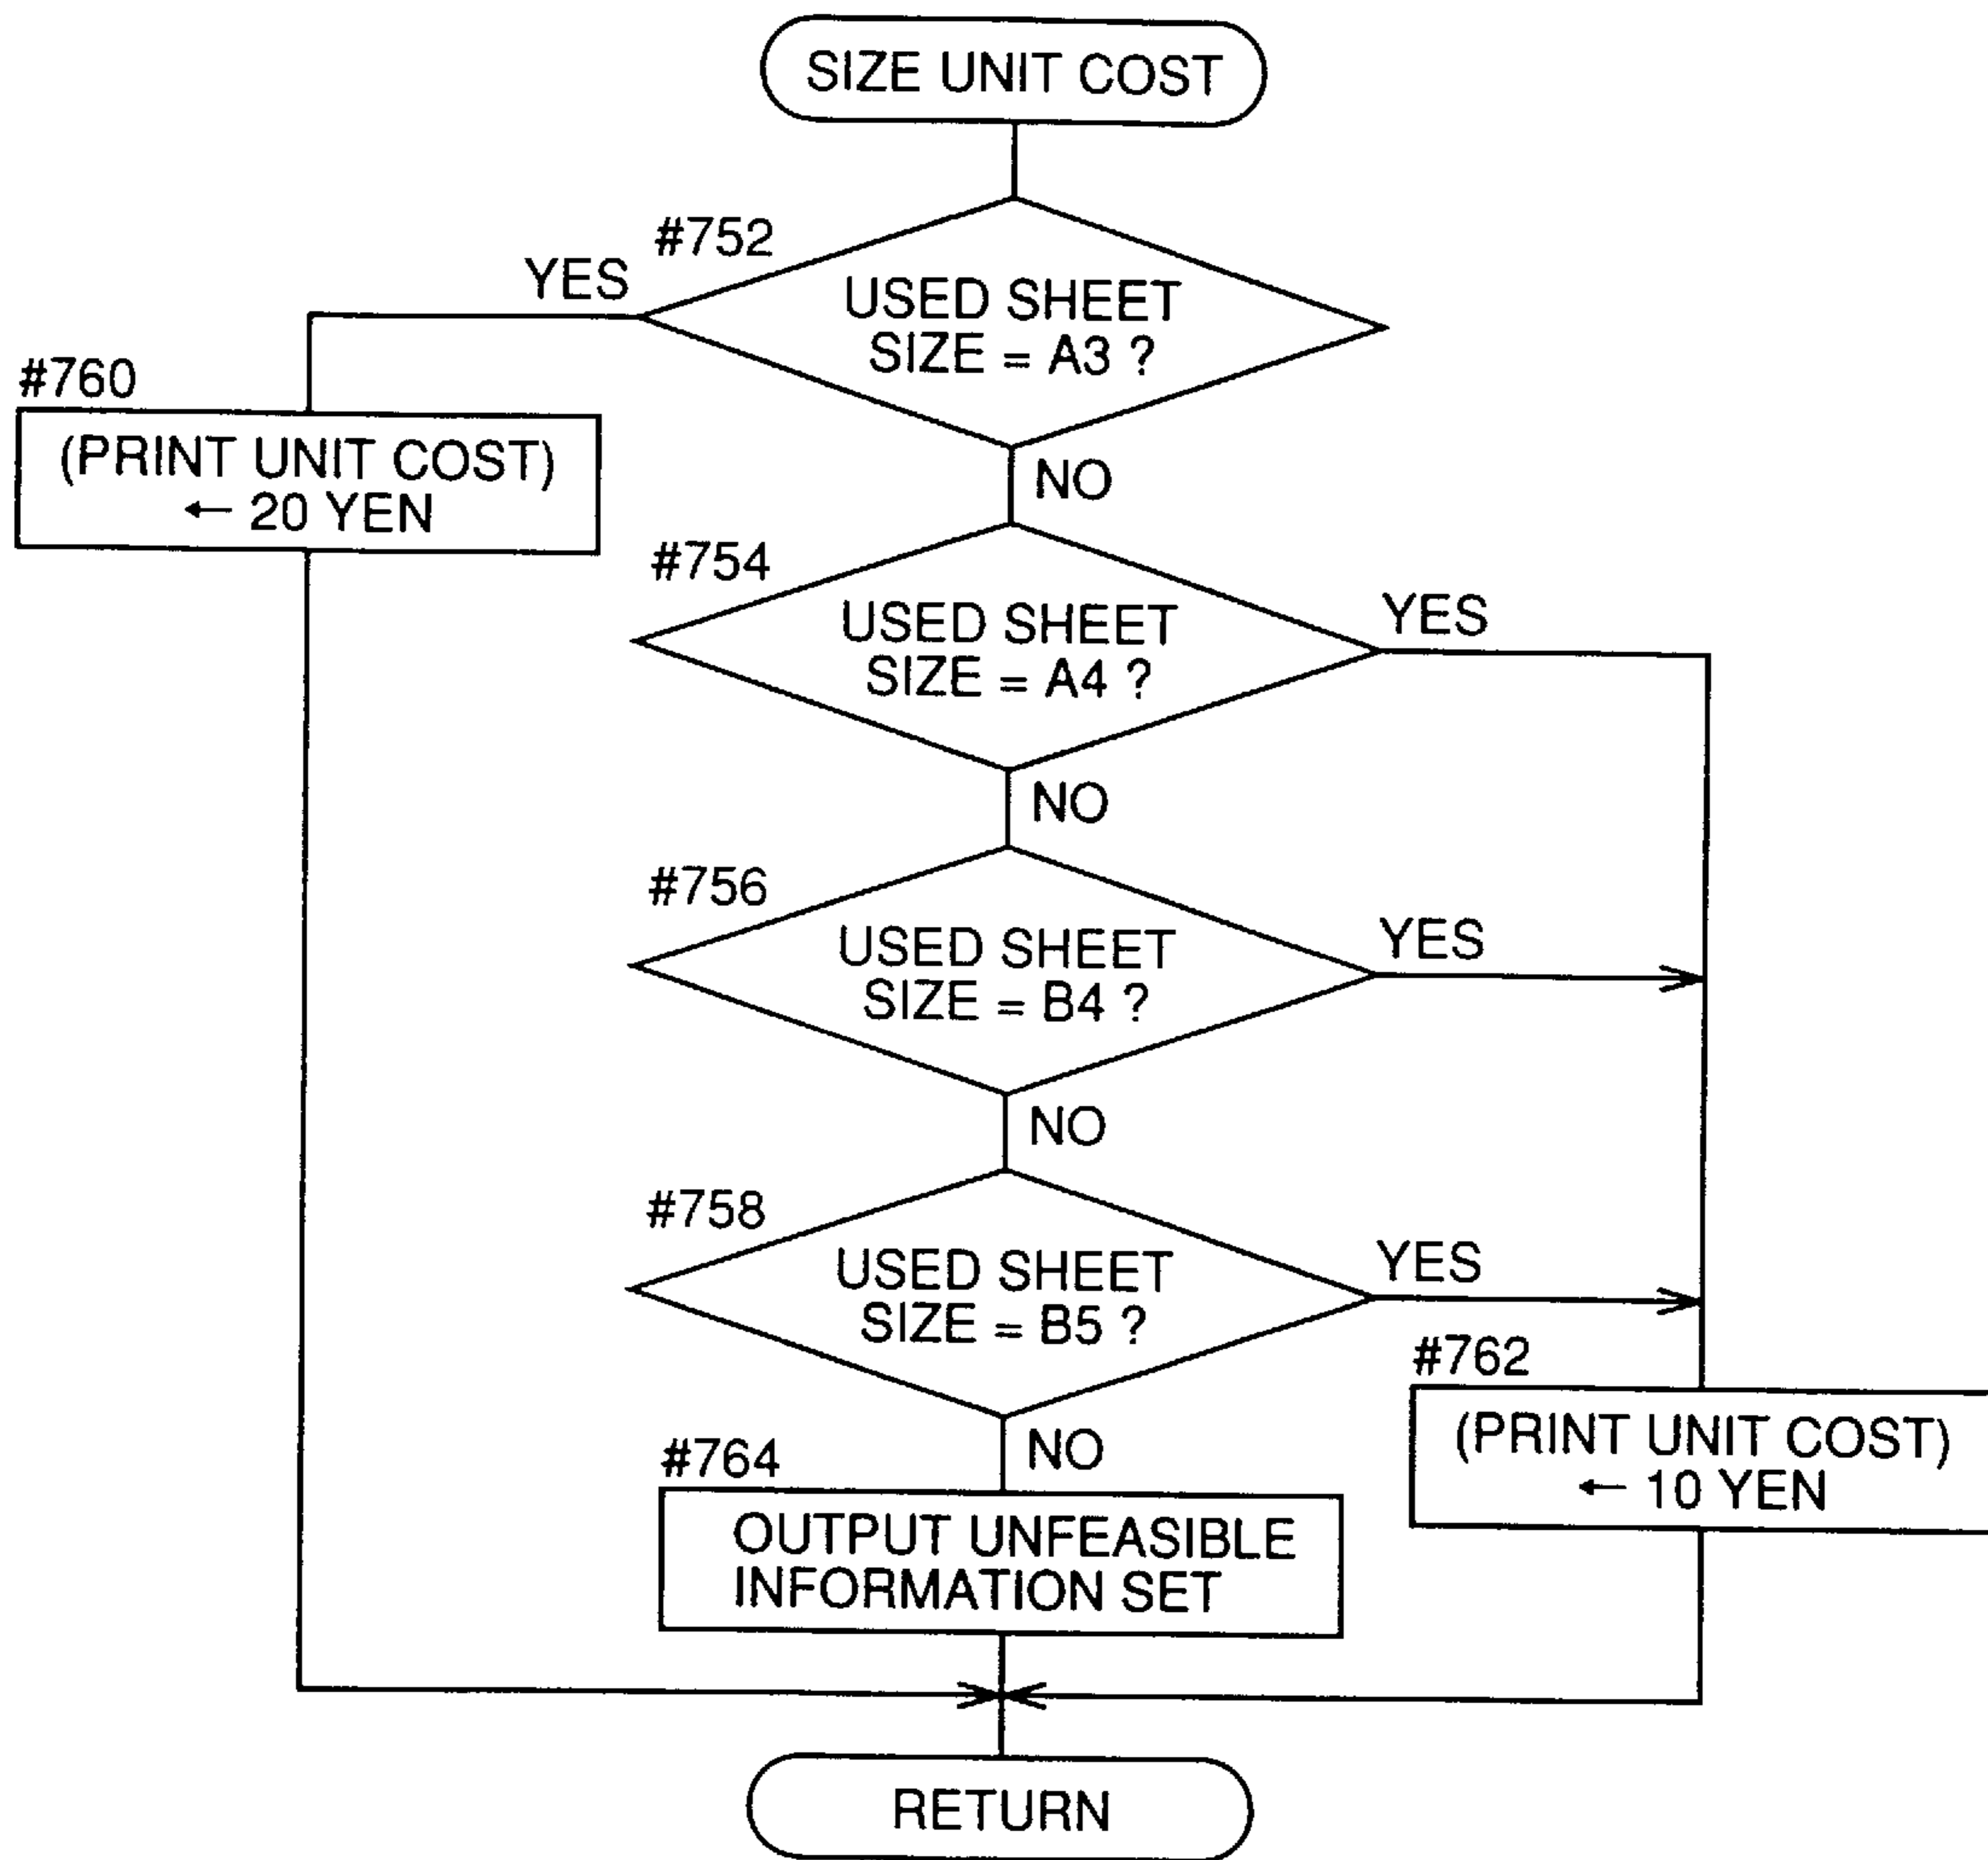 SIZE UNIT COST
#752
YES
USED SHEET
SIZE = A3 ?
#760
(PRINT UNIT COST)
← 20 YEN
NO
#754
USED SHEET
SIZE = A4 ?
YES
NO
#756
USED SHEET
SIZE = B4 ?
YES
NO
#758
USED SHEET
SIZE = B5 ?
YES
#762
(PRINT UNIT COST)
← 10 YEN
NO
#764
OUTPUT UNFEASIBLE
INFORMATION SET
RETURN